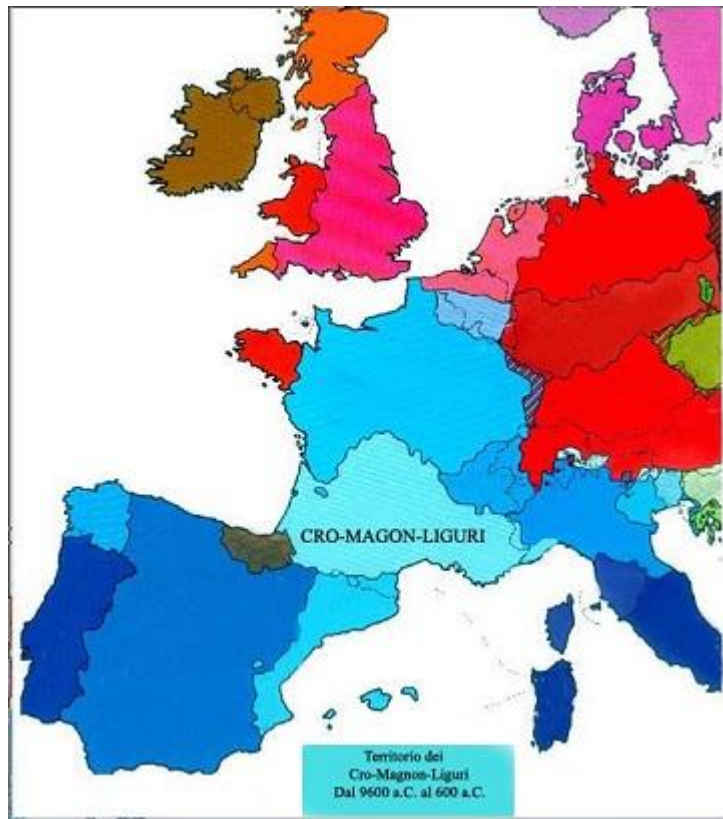 CRO-MAGON-LIGURI
Territorio dei
Cro-Magnon-Liguri
Dal 9600 a.C. al 600 a.C.